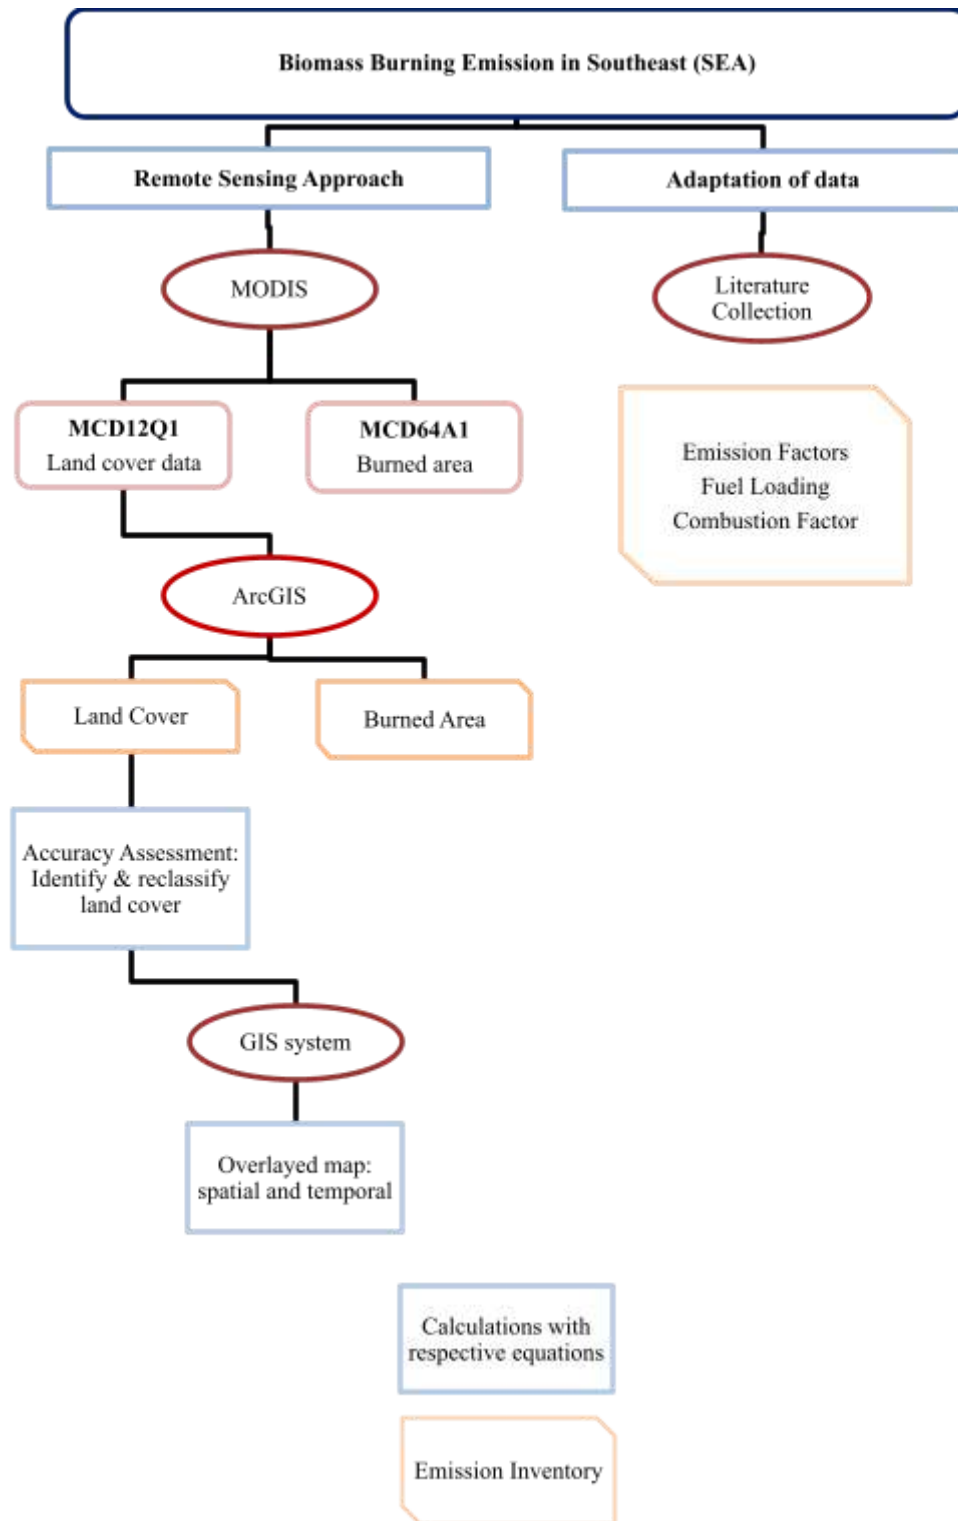 Biomass Burning Emission in Southeast (SEA)
Remote Sensing Approach
Adaptation of data
MODIS
Literature
Collection
MCD12Q1
Land cover data
MCD64A1
Burned area
Emission Factors
Fuel Loading
Combustion Factor
ArcGIS
Land Cover
Burned Area
Accuracy Assessment:
Identify & reclassify
land cover
GIS system
Overlayed map:
spatial and temporal
Calculations with
respective equations
Emission Inventory